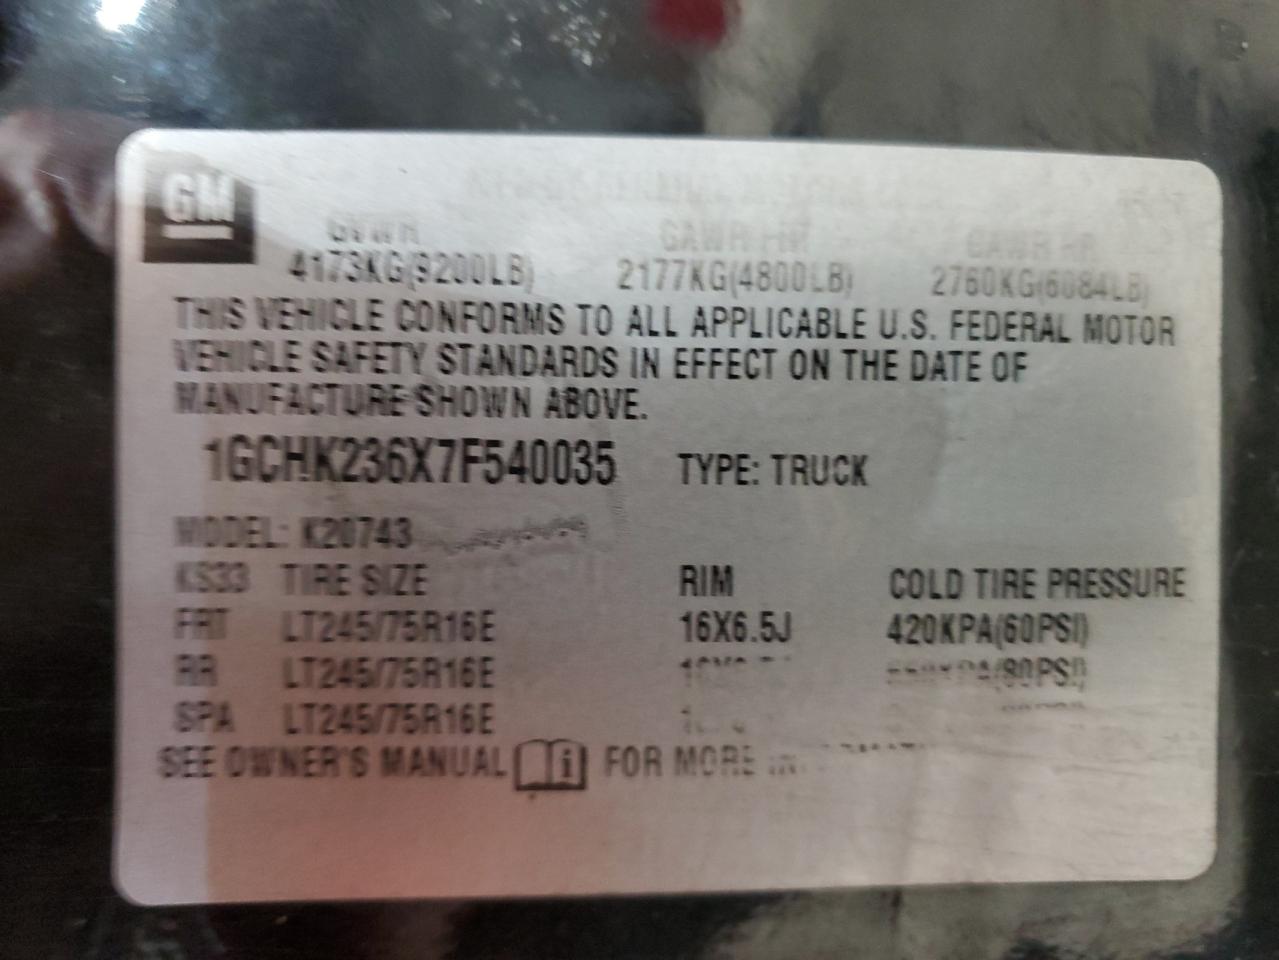 GM
GVWR GAWR FRT GAWR RR
4173KG(9200LB) 2177KG(4800LB) 2760KG(6084LB)
THIS VEHICLE CONFORMS TO ALL APPLICABLE U.S. FEDERAL MOTOR
VEHICLE SAFETY STANDARDS IN EFFECT ON THE DATE OF
MANUFACTURE SHOWN ABOVE.
1GCHK236X7F540035 TYPE: TRUCK
MODEL: K20743
KS33 TIRE SIZE RIM COLD TIRE PRESSURE
FRT LT245/75R16E 16X6.5J 420KPA(60PSI)
RR LT245/75R16E
SPA LT245/75R16E
SEE OWNER'S MANUAL i FOR MORE